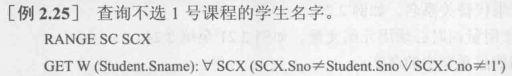 [例 2.25] 查询不选 1 号课程的学生名字。
RANGE SC SCX
GET W (Student.Sname): ∀ SCX (SCX.Sno≠Student.Sno ∨ SCX.Cno≠'1')